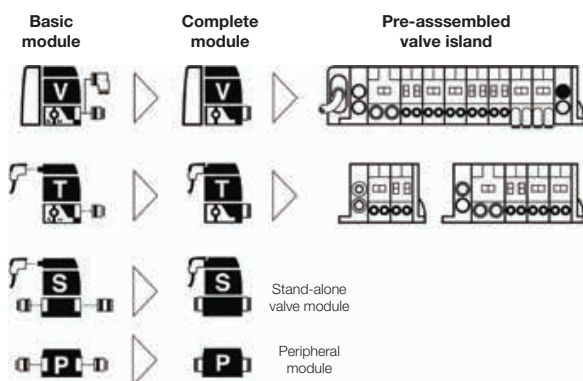 Basic
module
Complete
module
Pre-asssembled
valve island
V
V
T
T
S
S
Stand-alone
valve module
P
P
Peripheral
module